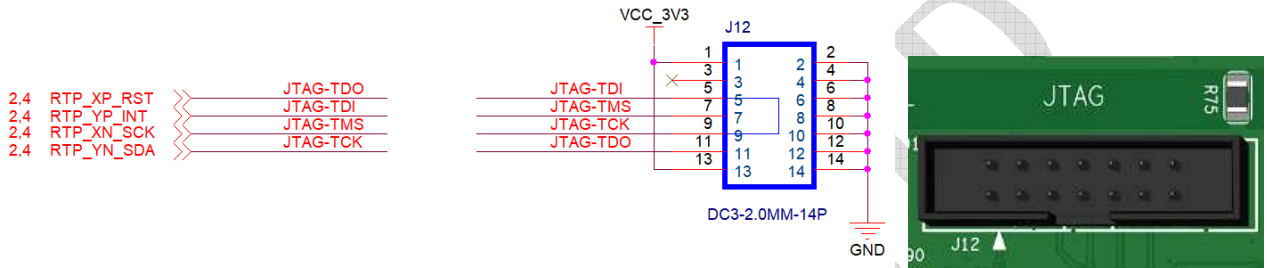 VCC_3V3
J12
1 1 2 2
3 3 4 4
2,4 RTP_XP_RST JTAG-TDO JTAG-TDI 5 5 6 6
2,4 RTP_YP_INT JTAG-TDI JTAG-TMS 7 7 8 8
2,4 RTP_XN_SCK JTAG-TMS JTAG-TCK 9 9 10 10
2,4 RTP_YN_SDA JTAG-TCK JTAG-TDO 11 11 12 12
13 13 14 14
DC3-2.0MM-14P
GND
JTAG
R75
J12
90